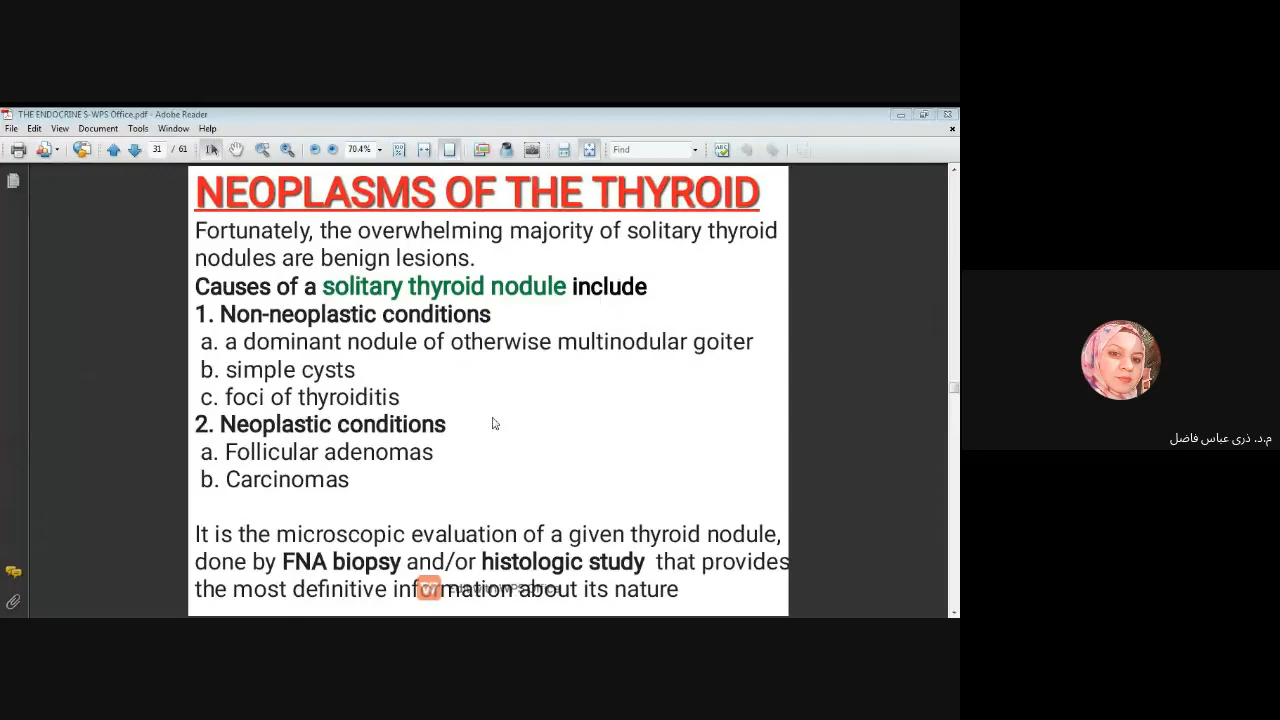 THE ENDOCRINE S-WPS Office.pdf - Adobe Reader
File Edit View Document Tools Window Help
31 / 61 70.4% Find
NEOPLASMS OF THE THYROID
Fortunately, the overwhelming majority of solitary thyroid
nodules are benign lesions.
Causes of a solitary thyroid nodule include
1. Non-neoplastic conditions
a. a dominant nodule of otherwise multinodular goiter
b. simple cysts
c. foci of thyroiditis
2. Neoplastic conditions
a. Follicular adenomas
b. Carcinomas
It is the microscopic evaluation of a given thyroid nodule,
done by FNA biopsy and/or histologic study that provides
the most definitive information about its nature
م.د. ذرى عباس فاضل